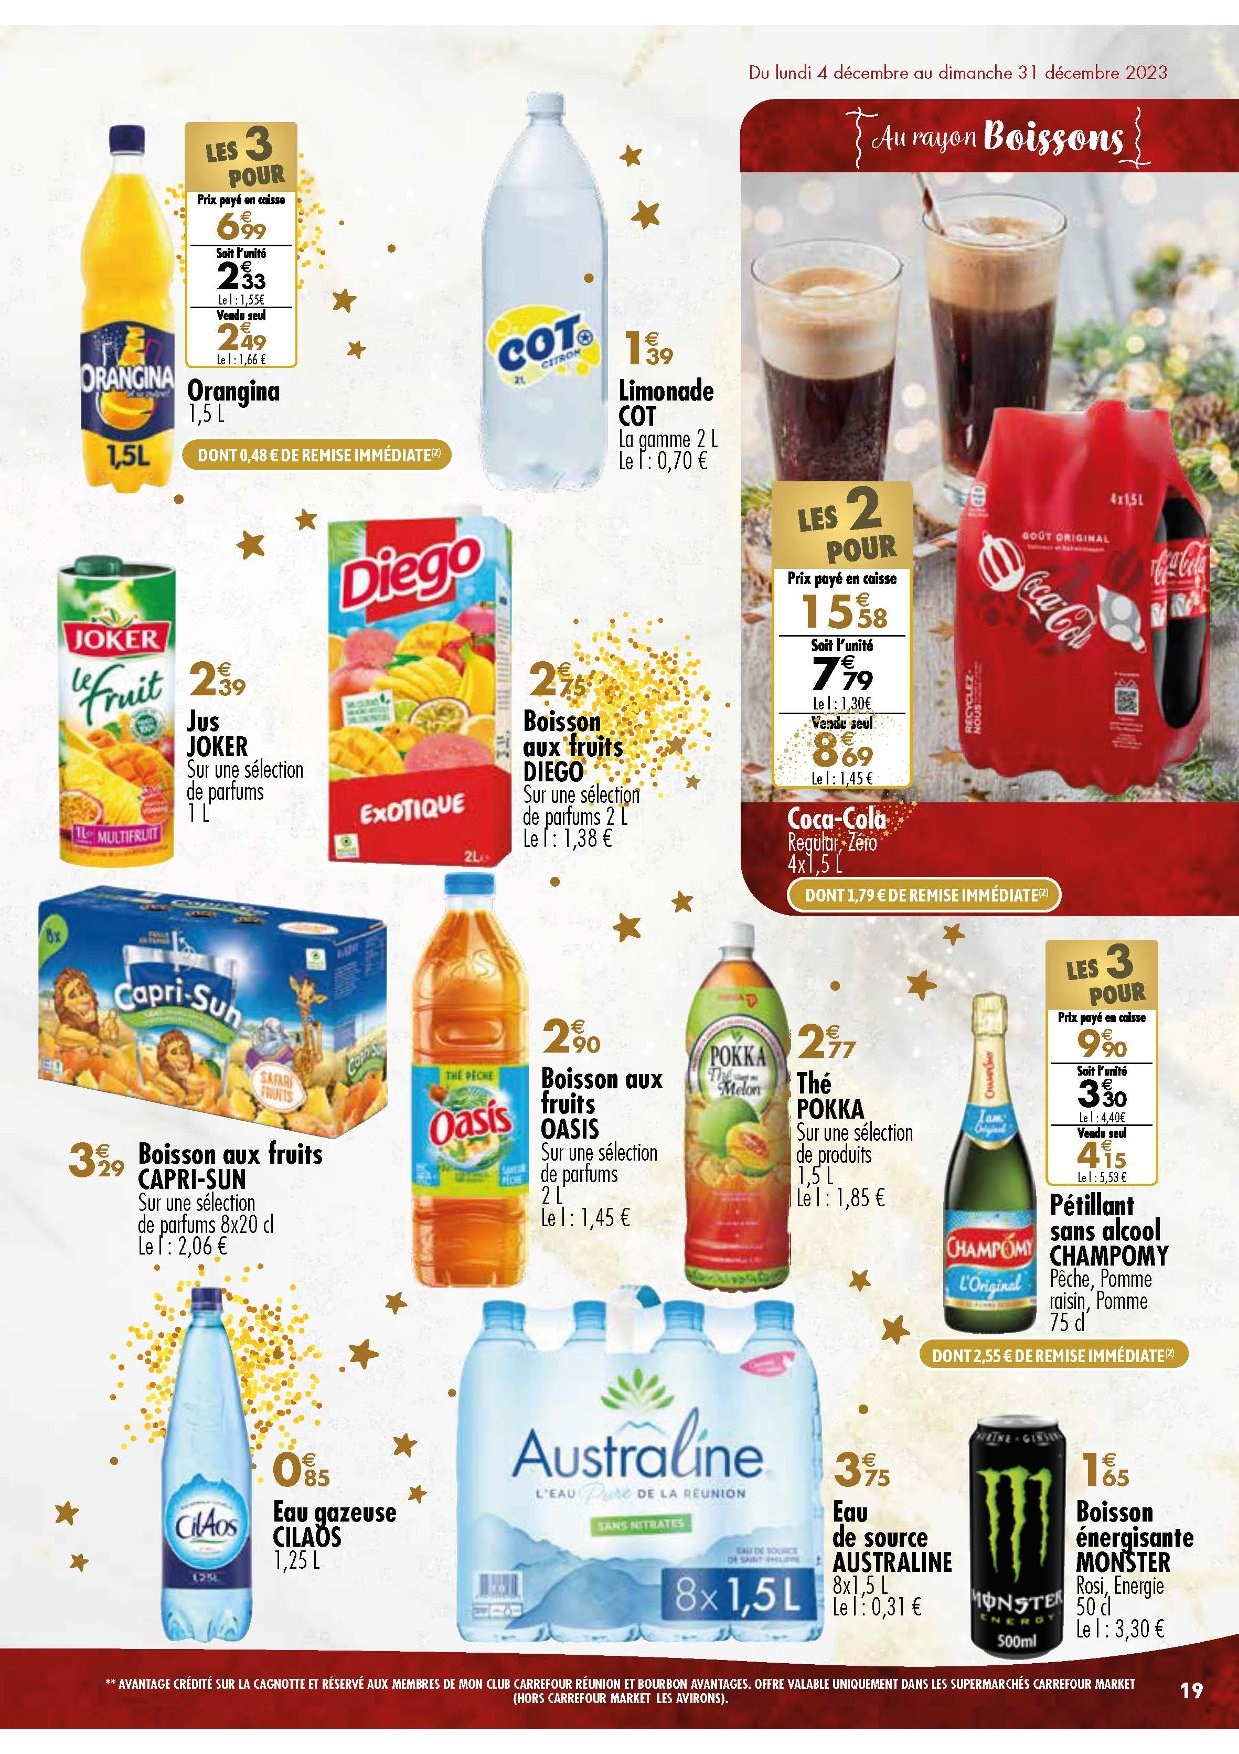 Du lundi 4 décembre au dimanche 31 décembre 2023
Au rayon Boissons
LES 3
POUR
Prix payé en caisse
6€99
Soit l'unité
2€33
Le l : 1,55€
Vendu seul
2€49
Le l : 1,66 €
ORANGINA
1,5L
Orangina
1,5 L
DONT 0,48 € DE REMISE IMMÉDIATE(2)
COT
CITRON
2L
1€39
Limonade
COT
La gamme 2 L
Le l : 0,70 €
LES 2
POUR
Prix payé en caisse
15€58
Soit l'unité
7€79
Le l : 1,30€
Vendu seul
8€69
Le l : 1,45 €
4x1,5L
GOÛT ORIGINAL
Coca-Cola
Coca-Cola
RECYCLEZ-
NOUS
Coca-Cola
Regular, Zéro
4x1,5 L
DONT 1,79 € DE REMISE IMMÉDIATE(2)
JOKER
le
Fruit
1L MULTIFRUIT
2€39
Jus
JOKER
Sur une sélection
de parfums
1 L
Diego
EXOTIQUE
2L
2€75
Boisson
aux fruits
DIEGO
Sur une sélection
de parfums 2 L
Le l : 1,38 €
8x
Capri-Sun
SAFARI
FRUITS
Capri-Sun
3€29
Boisson aux fruits
CAPRI-SUN
Sur une sélection
de parfums 8x20 cl
Le l : 2,06 €
THÉ PÊCHE
Oasis
2€90
Boisson aux
fruits
OASIS
Sur une sélection
de parfums
2 L
Le l : 1,45 €
POKKA
Melon
2€77
Thé
POKKA
Sur une sélection
de produits
1,5 L
Le l : 1,85 €
LES 3
POUR
Prix payé en caisse
9€90
Soit l'unité
3€30
Le l : 4,40€
Vendu seul
4€15
Le l : 5,53 €
I am
Original
CHAMPOMY
L'Original
Pétillant
sans alcool
CHAMPOMY
Pêche, Pomme
raisin, Pomme
75 cl
DONT 2,55 € DE REMISE IMMÉDIATE(2)
CilAos
1,25L
0€85
Eau gazeuse
CILAOS
1,25 L
Australine
L'EAU Pure DE LA RÉUNION
SANS NITRATES
EAU DE SOURCE
DE SAINT-PHILIPPE
8x1,5L
3€75
Eau
de source
AUSTRALINE
8x1,5 L
Le l : 0,31 €
MONSTER
ENERGY
500ml
1€65
Boisson
énergisante
MONSTER
Rosi, Energie
50 cl
Le l : 3,30 €
** AVANTAGE CRÉDITÉ SUR LA CAGNOTTE ET RÉSERVÉ AUX MEMBRES DE MON CLUB CARREFOUR RÉUNION ET BOURBON AVANTAGES. OFFRE VALABLE UNIQUEMENT DANS LES SUPERMARCHÉS CARREFOUR MARKET
(HORS CARREFOUR MARKET LES AVIRONS).
19